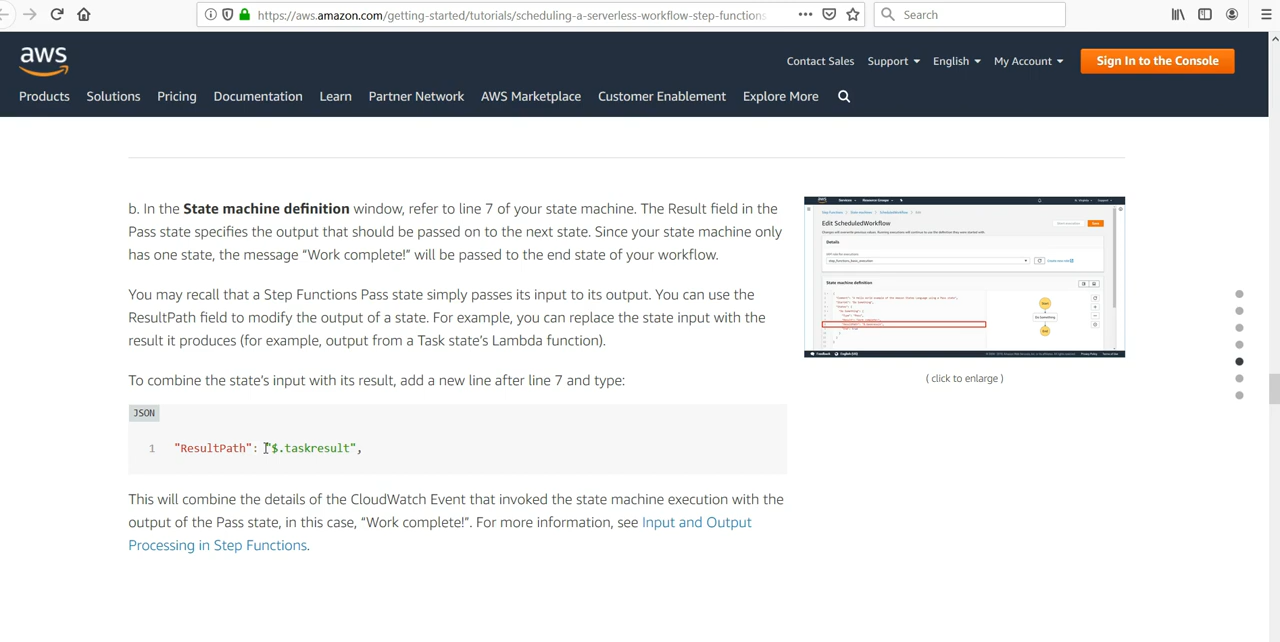 https://aws.amazon.com/getting-started/tutorials/scheduling-a-serverless-workflow-step-functions
Search
aws
Contact Sales Support English My Account Sign In to the Console
Products Solutions Pricing Documentation Learn Partner Network AWS Marketplace Customer Enablement Explore More
b. In the State machine definition window, refer to line 7 of your state machine. The Result field in the
Pass state specifies the output that should be passed on to the next state. Since your state machine only
has one state, the message “Work complete!” will be passed to the end state of your workflow.
Edit ScheduledWorkflow
Details
State machine definition
Start
Do Something
End
You may recall that a Step Functions Pass state simply passes its input to its output. You can use the
ResultPath field to modify the output of a state. For example, you can replace the state input with the
result it produces (for example, output from a Task state’s Lambda function).
( click to enlarge )
To combine the state’s input with its result, add a new line after line 7 and type:
JSON
1 "ResultPath": "$.taskresult",
This will combine the details of the CloudWatch Event that invoked the state machine execution with the
output of the Pass state, in this case, “Work complete!”. For more information, see Input and Output
Processing in Step Functions.